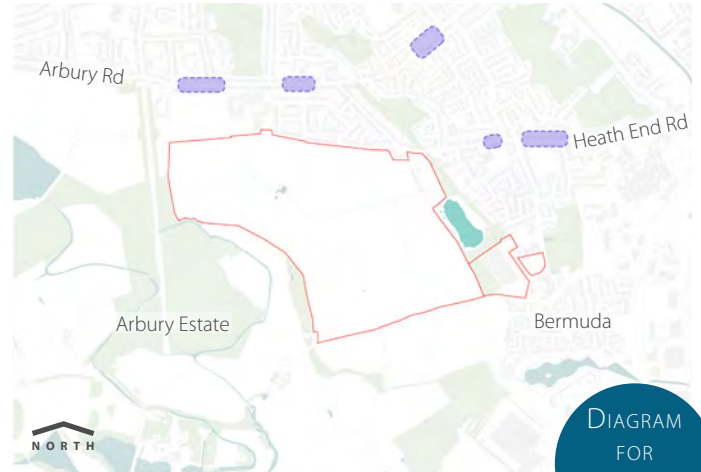 Arbury Rd
Heath End Rd
Arbury Estate
Bermuda
NORTH
DIAGRAM
FOR